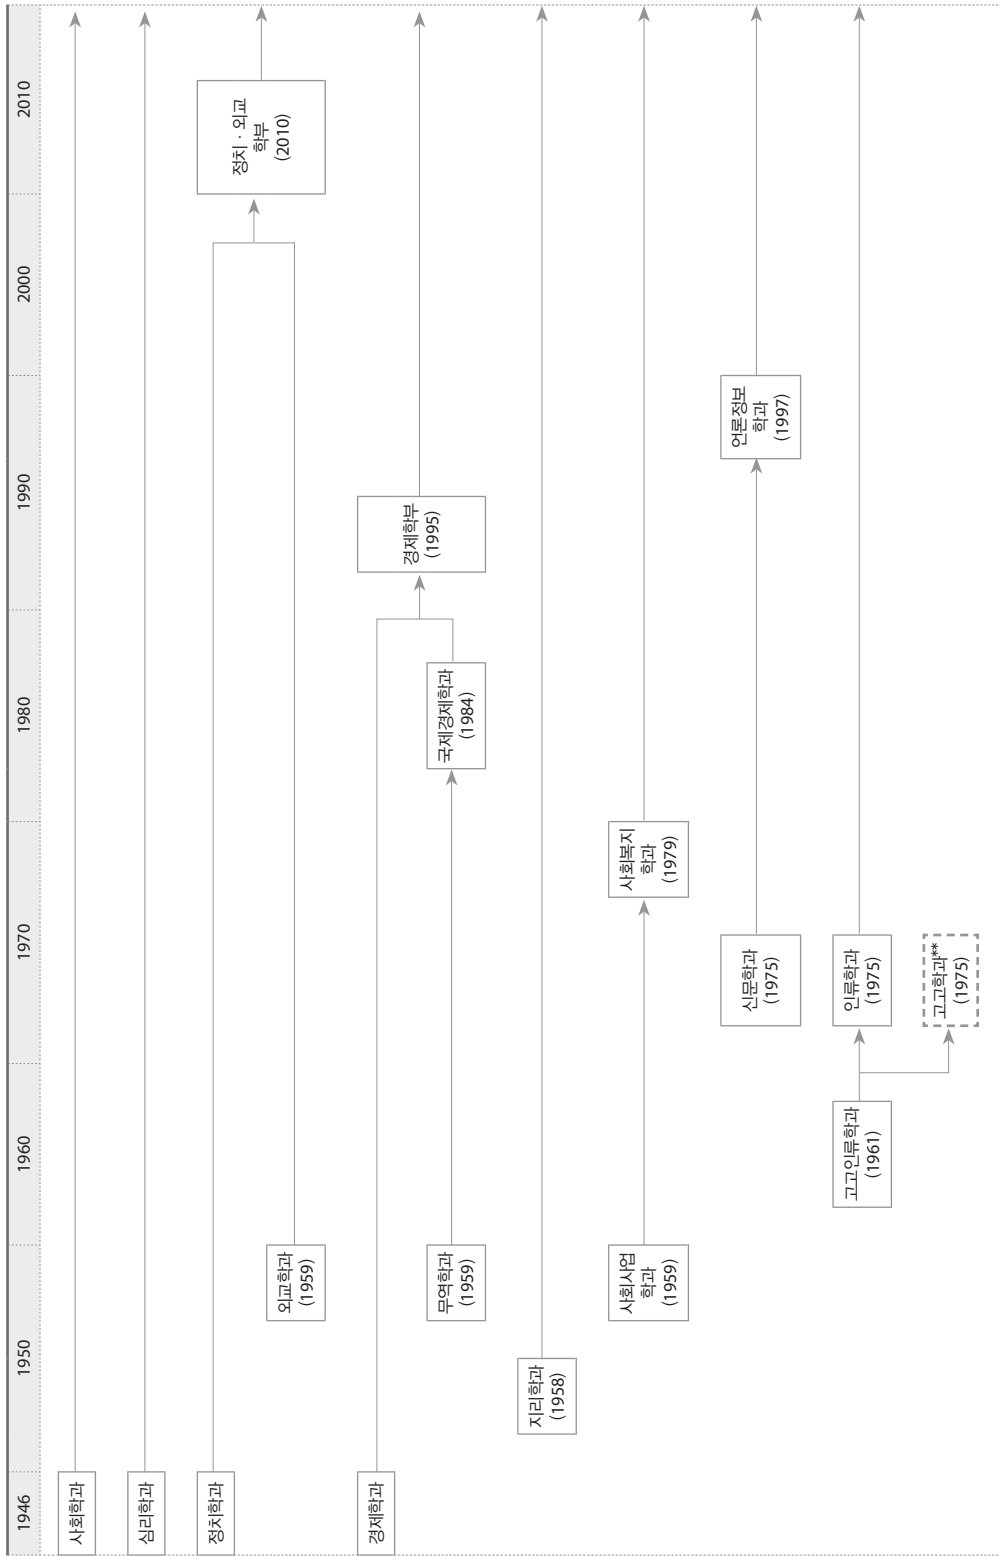 1946
1950
1960
1970
1980
1990
2000
2010
사회학과
심리학과
정치학과
외교학과
(1959)
정치 · 외교
학부
(2010)
경제학과
무역학과
(1959)
국제경제학과
(1984)
경제학부
(1995)
지리학과
(1958)
사회사업
학과
(1959)
사회복지
학과
(1979)
신문학과
(1975)
언론정보
학과
(1997)
고고인류학과
(1961)
인류학과
(1975)
고고학과**
(1975)